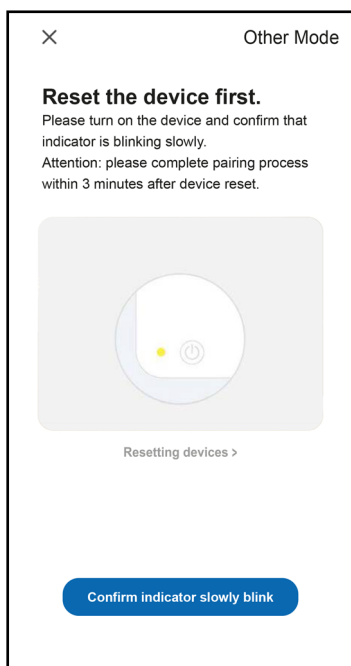 Other Mode
Reset the device first.
Please turn on the device and confirm that
indicator is blinking slowly.
Attention: please complete pairing process
within 3 minutes after device reset.
Resetting devices >
Confirm indicator slowly blink